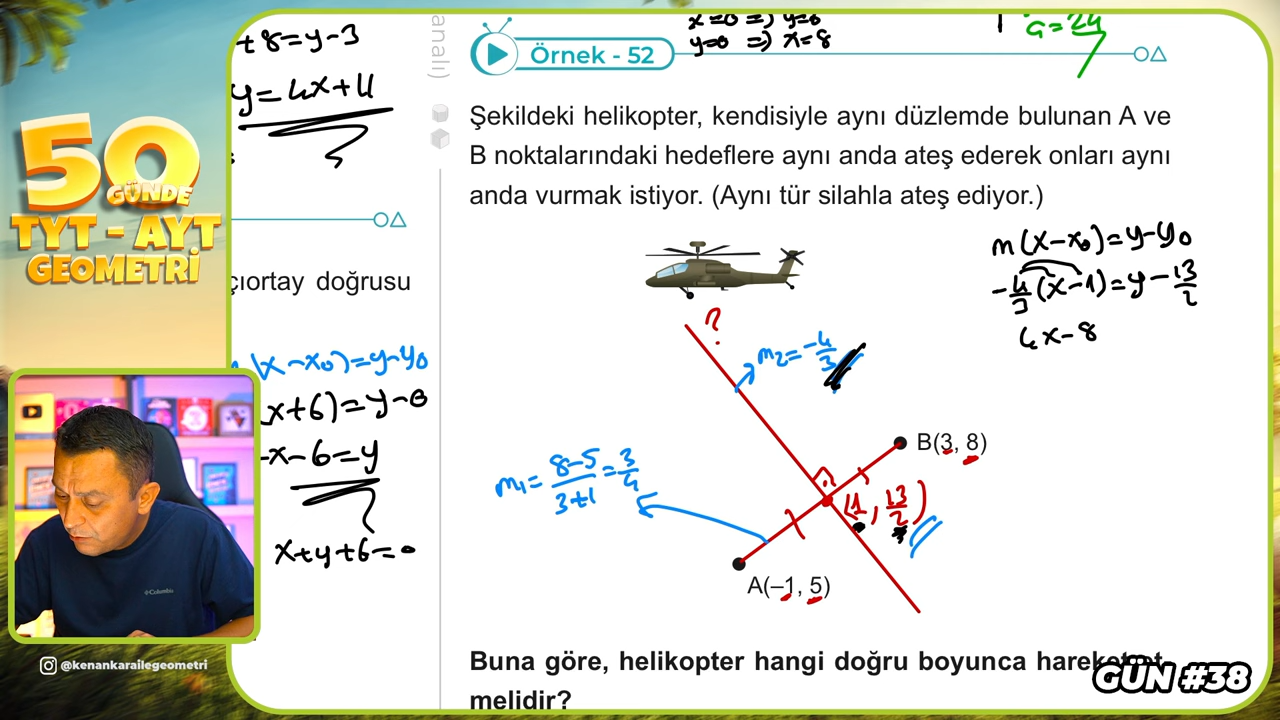 +8=y-3
y=4x+4
x=0 => y=6
y=0 => x=8
Örnek - 52
Şekildeki helikopter, kendisiyle aynı düzlemde bulunan A ve
B noktalarındaki hedeflere aynı anda ateş ederek onları aynı
anda vurmak istiyor. (Aynı tür silahla ateş ediyor.)
50
GÜNDE
TYT - AYT
GEOMETRİ
çıortay doğrusu
(x-x₀)=y-y₀
(x+6)=y-0
-x-6=y
x+y+6=0
m(x-x₀)=y-y₀
-4/3(x-1)=y-13/2
4x-8
?
m₂=-4/3
B(3, 8)
m₁=8-5/3+1=3/4
(1, 13/2)
A(–1, 5)
Buna göre, helikopter hangi doğru boyunca hareket et-
melidir?
Columbia
@kenankarailegeometri
GÜN #38